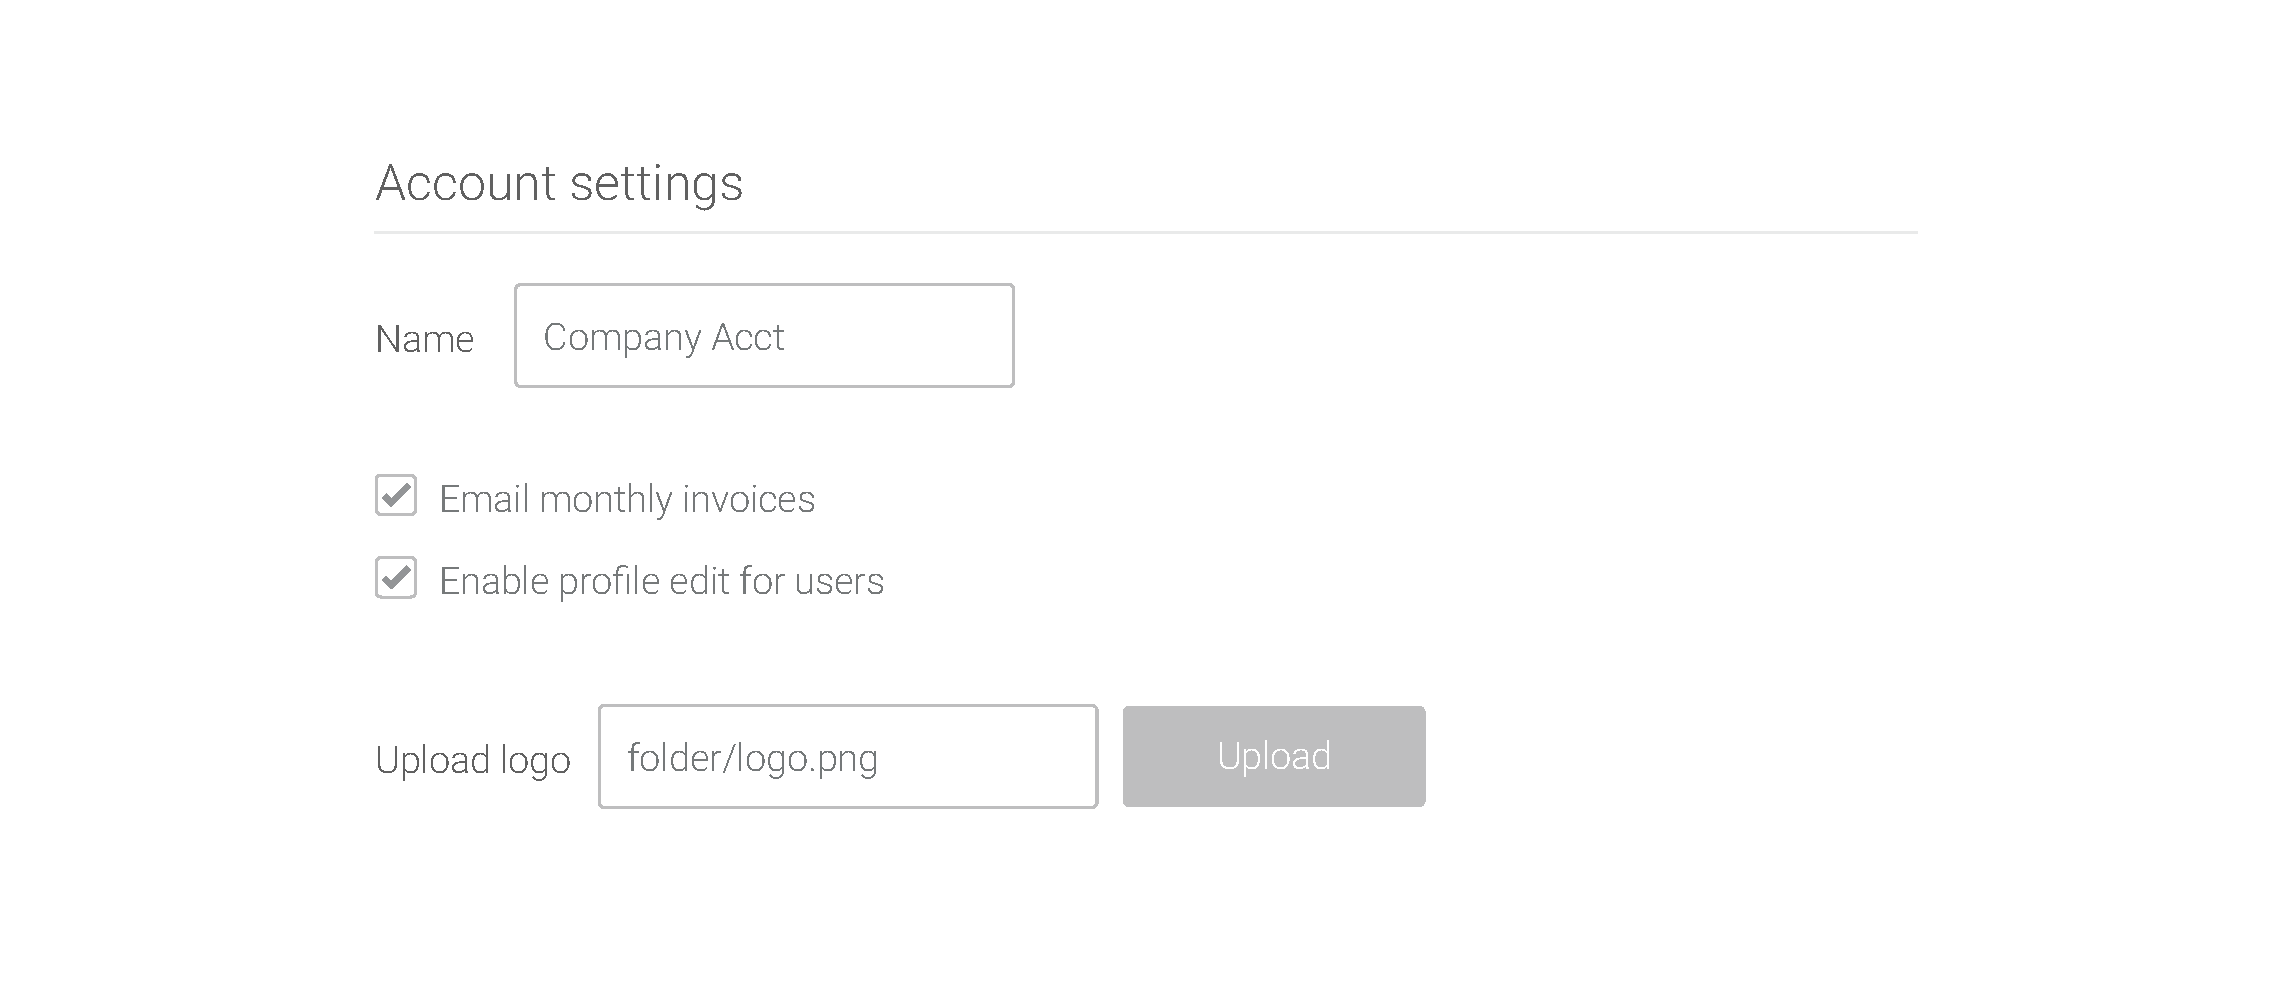 Account settings
Name Company Acct
Email monthly invoices
Enable profile edit for users
Upload logo folder/logo.png Upload